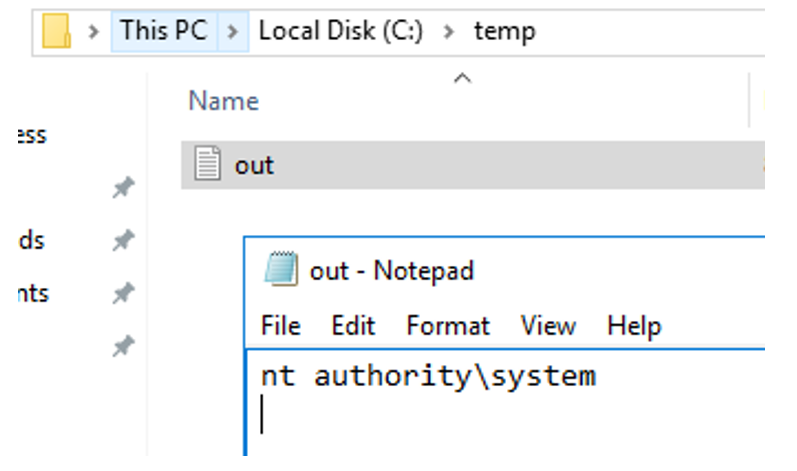 This PC > Local Disk (C:) > temp
Name
ess
out
ds
out - Notepad
nts
File Edit Format View Help
nt authority\system